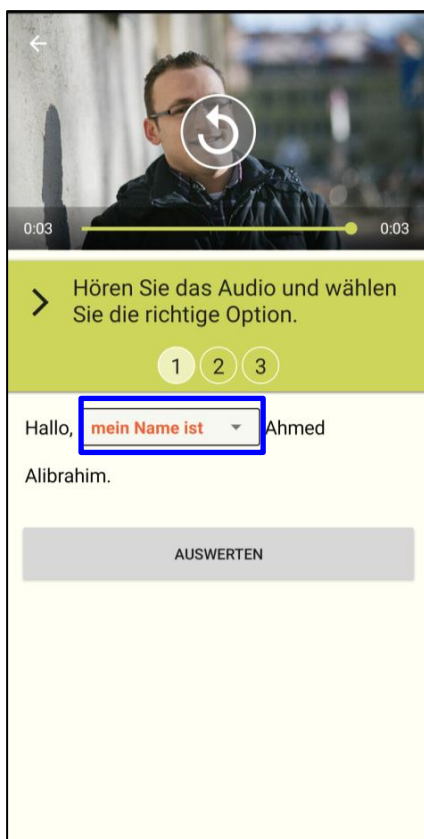 0:03 0:03
Hören Sie das Audio und wählen
Sie die richtige Option.
1 2 3
Hallo, mein Name ist Ahmed
Alibrahim.
AUSWERTEN